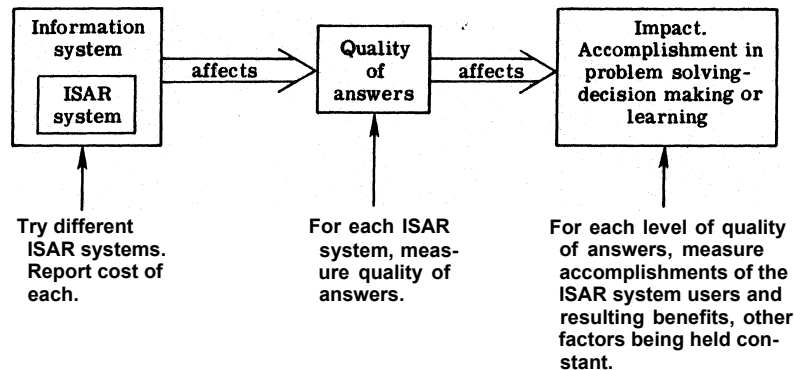 Information
system
ISAR
system
affects
Quality
of
answers
affects
Impact.
Accomplishment in
problem solving-
decision making or
learning
Try different
ISAR systems.
Report cost of
each.
For each ISAR
system, meas-
ure quality of
answers.
For each level of quality
of answers, measure
accomplishments of the
ISAR system users and
resulting benefits, other
factors being held con-
stant.